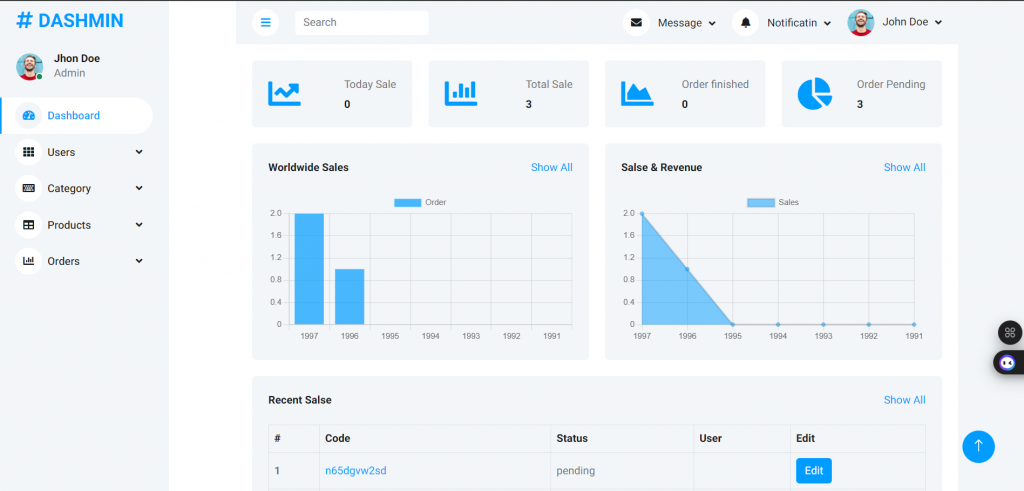 # DASHMIN
Jhon Doe
Admin
Dashboard
Users
Category
Products
Orders
Search
Message
Notificatin
John Doe
Today Sale
0
Total Sale
3
Order finished
0
Order Pending
3
Worldwide Sales Show All
Order
2.0
1.6
1.2
0.8
0.4
0
1997 1996 1995 1994 1993 1992 1991
Salse & Revenue Show All
Sales
2.0
1.6
1.2
0.8
0.4
0
1997 1996 1995 1994 1993 1992 1991
Recent Salse Show All
# Code Status User Edit
1 n65dgvw2sd pending Edit